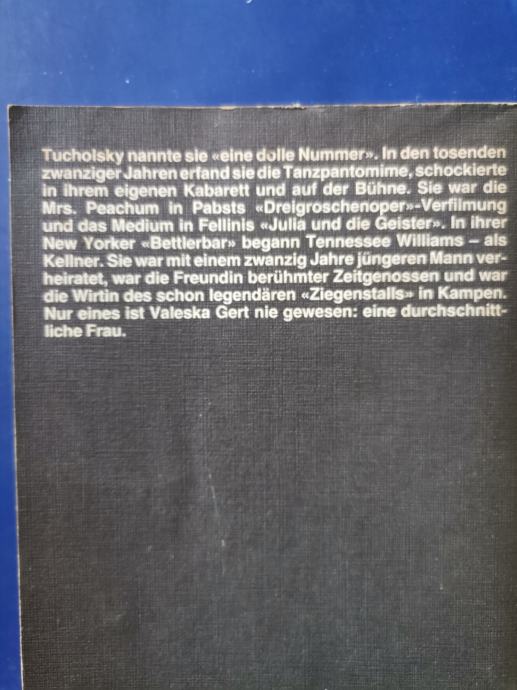 Tucholsky nannte sie «eine dolle Nummer». In den tosenden
zwanziger Jahren erfand sie die Tanzpantomime, schockierte
in ihrem eigenen Kabarett und auf der Bühne. Sie war die
Mrs. Peachum in Pabsts «Dreigroschenoper»-Verfilmung
und das Medium in Fellinis «Julia und die Geister». In ihrer
New Yorker «Bettlerbar» begann Tennessee Williams – als
Kellner. Sie war mit einem zwanzig Jahre jüngeren Mann ver-
heiratet, war die Freundin berühmter Zeitgenossen und war
die Wirtin des schon legendären «Ziegenstalls» in Kampen.
Nur eines ist Valeska Gert nie gewesen: eine durchschnitt-
liche Frau.